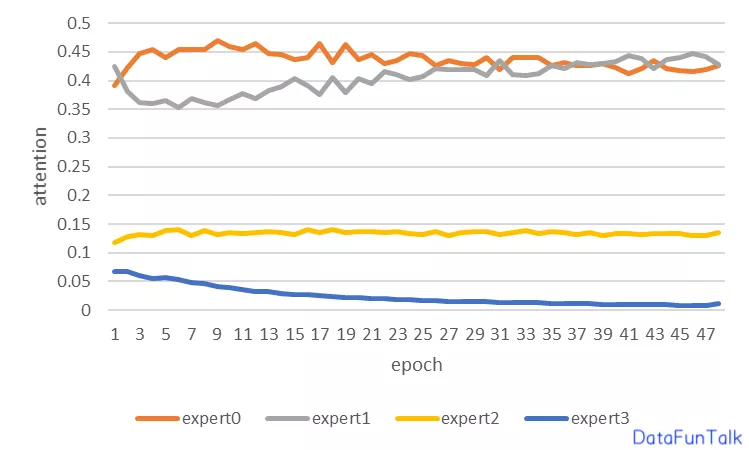 0.5
0.45
0.4
0.35
0.3
0.25
0.2
0.15
0.1
0.05
0
attention
1 3 5 7 9 11 13 15 17 19 21 23 25 27 29 31 33 35 37 39 41 43 45 47
epoch
expert0 expert1 expert2 expert3
DataFunTalk